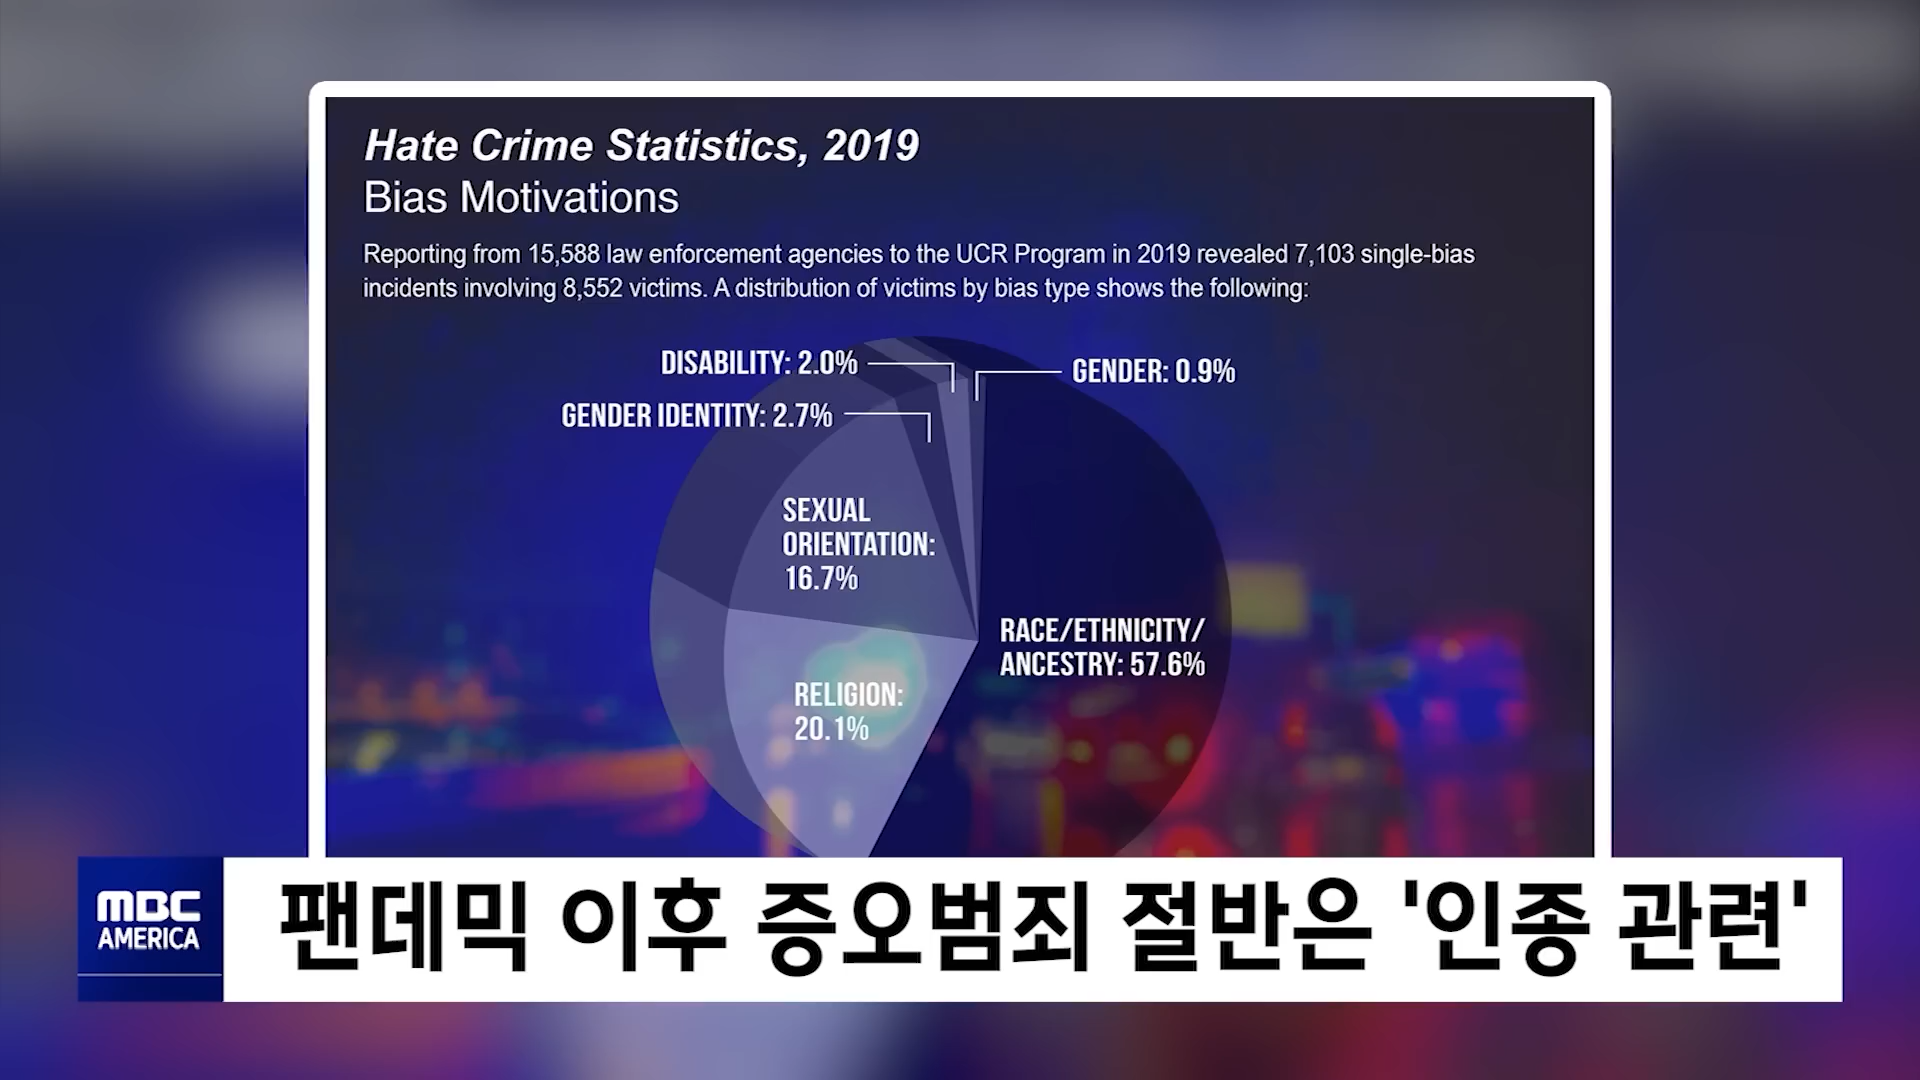 Hate Crime Statistics, 2019
Bias Motivations
Reporting from 15,588 law enforcement agencies to the UCR Program in 2019 revealed 7,103 single-bias
incidents involving 8,552 victims. A distribution of victims by bias type shows the following:
DISABILITY: 2.0%
GENDER: 0.9%
GENDER IDENTITY: 2.7%
SEXUAL
ORIENTATION:
16.7%
RACE/ETHNICITY/
ANCESTRY: 57.6%
RELIGION:
20.1%
MBC
AMERICA
팬데믹 이후 증오범죄 절반은 '인종 관련'